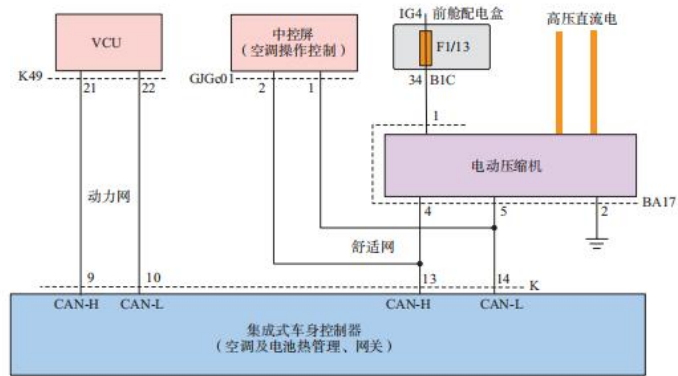 IG4 前舱配电盒
高压直流电
VCU
中控屏
(空调操作控制)
F1/13
K49
21
22
GJGc01
2
1
34
B1C
1
电动压缩机
动力网
4
5
2
BA17
舒适网
9
10
13
14
K
CAN-H
CAN-L
CAN-H
CAN-L
集成式车身控制器
(空调及电池热管理、网关)